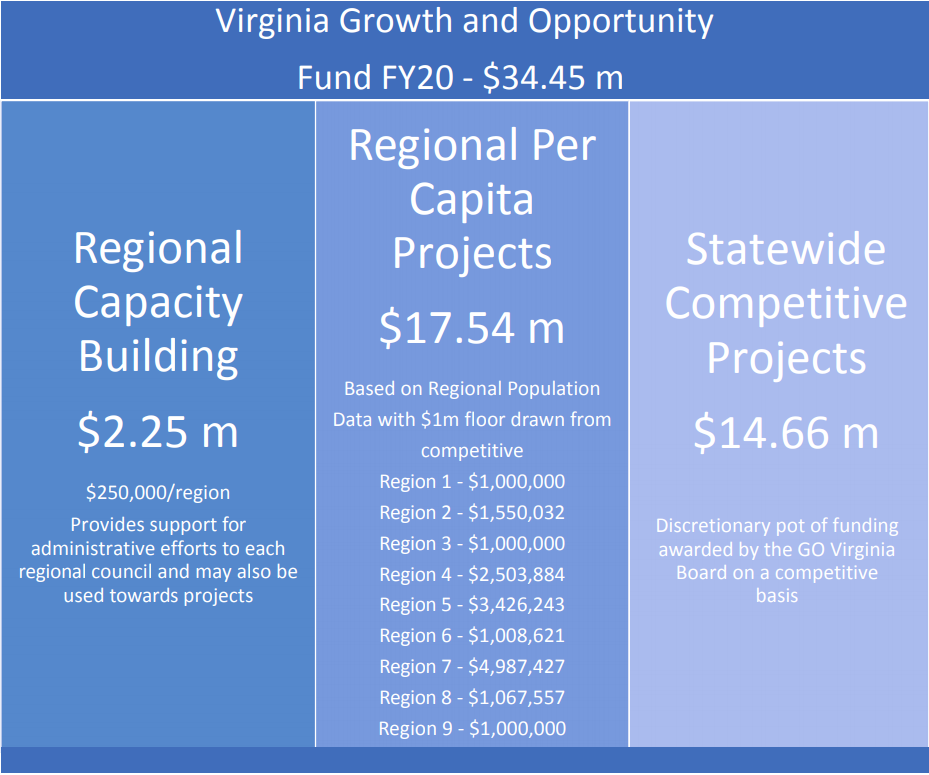 Virginia Growth and Opportunity
Fund FY20 - $34.45 m
Regional
Capacity
Building
$2.25 m
$250,000/region
Provides support for
administrative efforts to each
regional council and may also be
used towards projects
Regional Per
Capita
Projects
$17.54 m
Based on Regional Population
Data with $1m floor drawn from
competitive
Region 1 - $1,000,000
Region 2 - $1,550,032
Region 3 - $1,000,000
Region 4 - $2,503,884
Region 5 - $3,426,243
Region 6 - $1,008,621
Region 7 - $4,987,427
Region 8 - $1,067,557
Region 9 - $1,000,000
Statewide
Competitive
Projects
$14.66 m
Discretionary pot of funding
awarded by the GO Virginia
Board on a competitive
basis